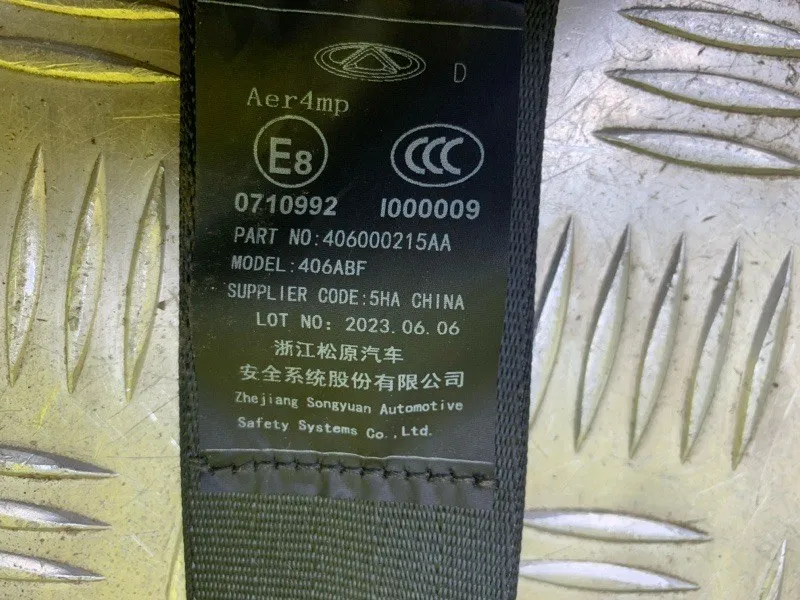 D
Aer4mp
E8
CCC
0710992 I000009
PART NO:406000215AA
MODEL:406ABF
SUPPLIER CODE:5HA CHINA
LOT NO: 2023.06.06
浙江松原汽车
安全系统股份有限公司
Zhejiang Songyuan Automotive
Safety Systems Co.,Ltd.